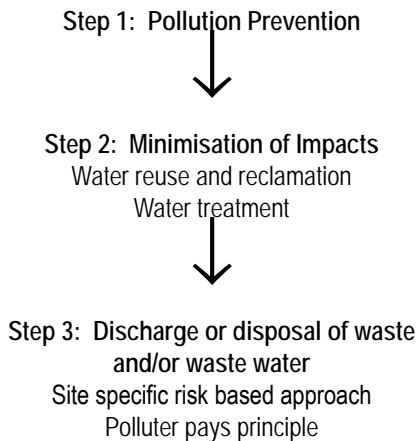 Step 1: Pollution Prevention
Step 2: Minimisation of Impacts
Water reuse and reclamation
Water treatment
Step 3: Discharge or disposal of waste
and/or waste water
Site specific risk based approach
Polluter pays principle